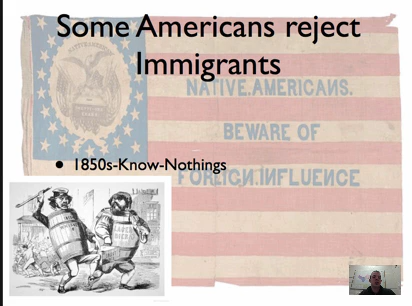 Some Americans reject
Immigrants
NATIVE.AMERICANS.
BEWARE OF
• 1850s-Know-Nothings
FOREIGN.INFLUENCE